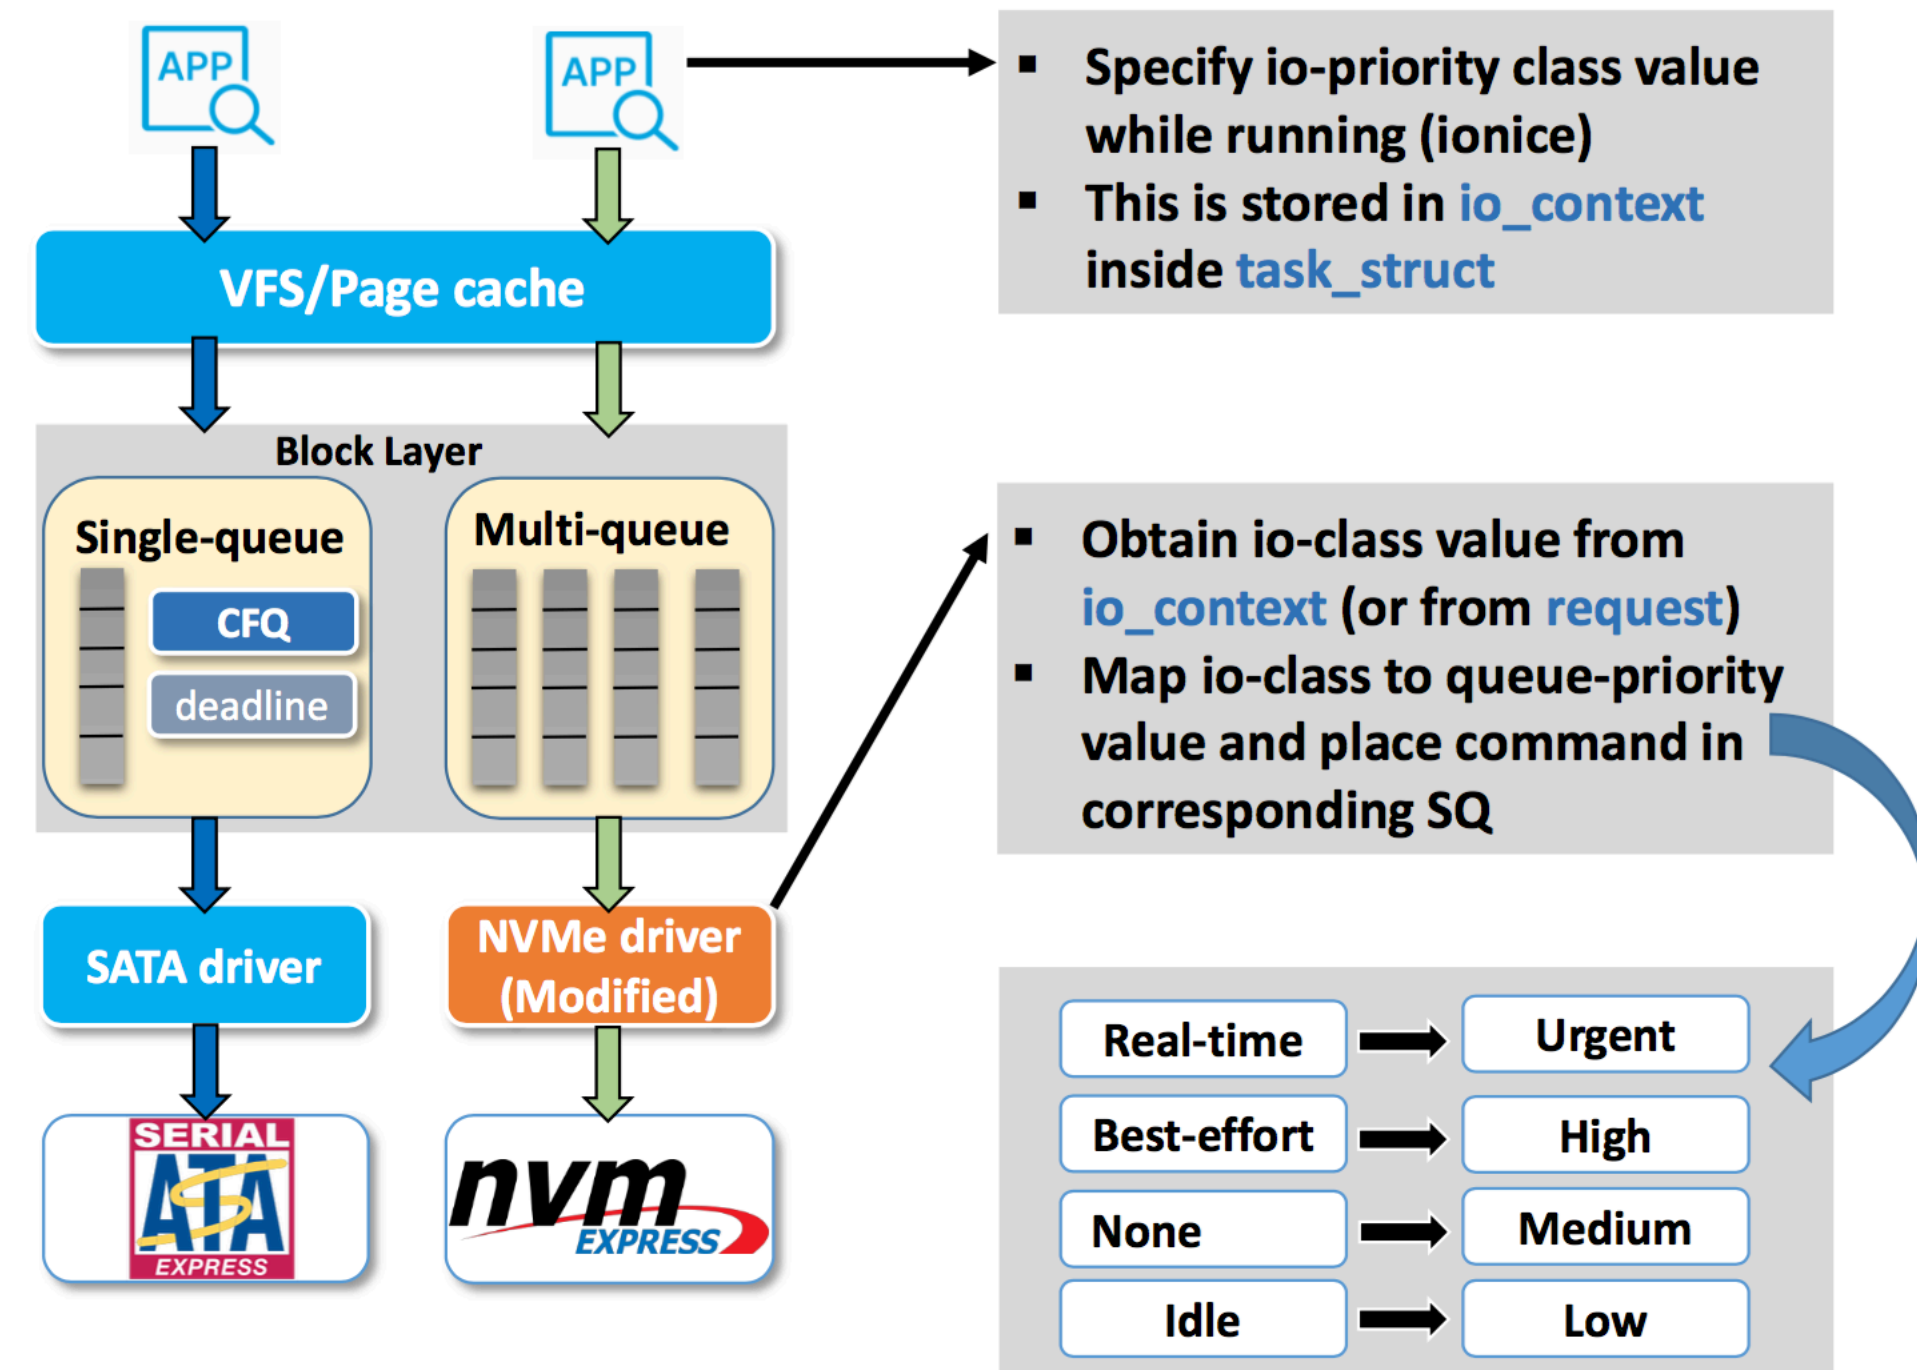 APP
APP
VFS/Page cache
Block Layer
Single-queue
CFQ
deadline
Multi-queue
SATA driver
NVMe driver
(Modified)
SERIAL
ATA
EXPRESS
nvm
EXPRESS
▪ Specify io-priority class value
while running (ionice)
▪ This is stored in io_context
inside task_struct
▪ Obtain io-class value from
io_context (or from request)
▪ Map io-class to queue-priority
value and place command in
corresponding SQ
Real-time
Urgent
Best-effort
High
None
Medium
Idle
Low